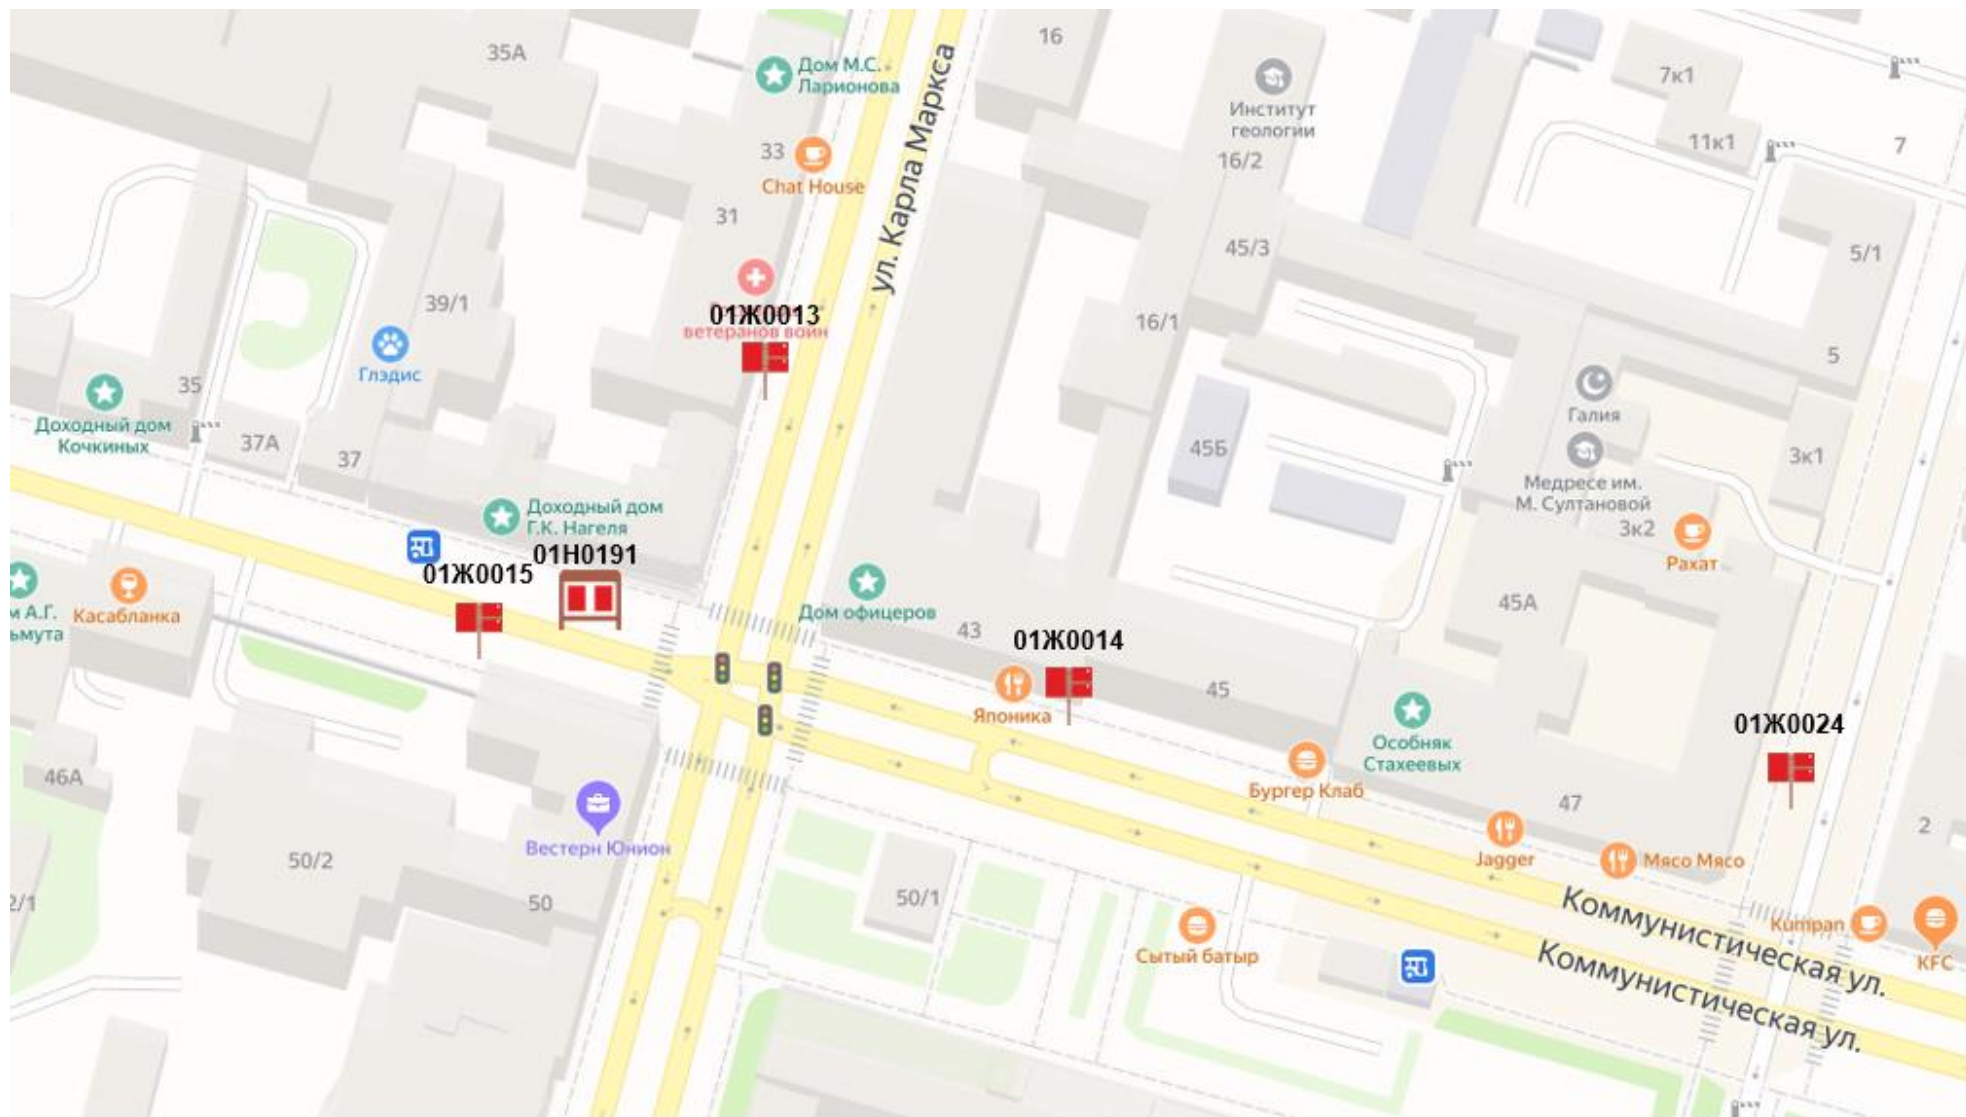 35А
16
Дом М.С.
Ларионова
ул. Карла Маркса
7к1
Институт
геологии
11к1
7
33
16/2
Chat House
31
45/3
5/1
39/1
01Ж0013
ветеранов войн
16/1
5
Глэдис
35
Галия
Доходный дом
Кочкиных
37А
37
45Б
3к1
Медресе им.
М. Султановой
Доходный дом
Г.К. Нагеля
3к2
01Н0191
Рахат
01Ж0015
Касабланка
м А.Г.
ьмута
Дом офицеров
43
45А
01Ж0014
45
Японика
01Ж0024
Особняк
Стахеевых
46А
Бургер Клаб
47
2
Вестерн Юнион
Jagger
Мясо Мясо
50/2
50
50/1
2/1
Коммунистическая ул.
Kumpan
KFC
Сытый батыр
Коммунистическая ул.